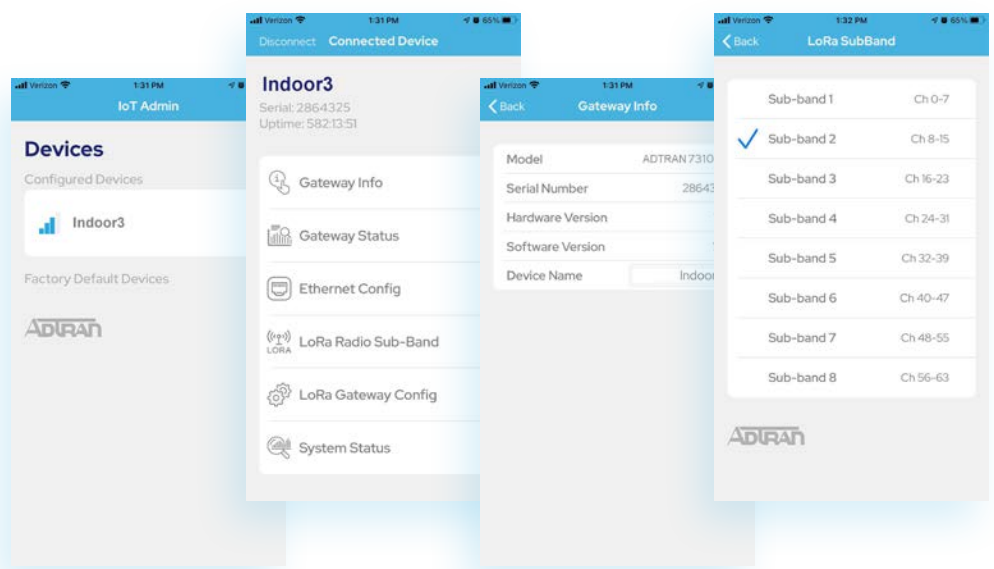 Verizon 1:31 PM
IoT Admin
Devices
Configured Devices
Indoor3
Factory Default Devices
ADTRAN
Verizon 1:31 PM 65%
Disconnect Connected Device
Indoor3
Serial: 2864325
Uptime: 582:13:51
Gateway Info
Gateway Status
Ethernet Config
LORA LoRa Radio Sub-Band
LoRa Gateway Config
System Status
Verizon 1:31 PM
Back Gateway Info
Model ADTRAN 7310
Serial Number 28643
Hardware Version
Software Version
Device Name Indoor
Verizon 1:32 PM 65%
Back LoRa SubBand
Sub-band 1 Ch 0-7
Sub-band 2 Ch 8-15
Sub-band 3 Ch 16-23
Sub-band 4 Ch 24-31
Sub-band 5 Ch 32-39
Sub-band 6 Ch 40-47
Sub-band 7 Ch 48-55
Sub-band 8 Ch 56-63
ADTRAN